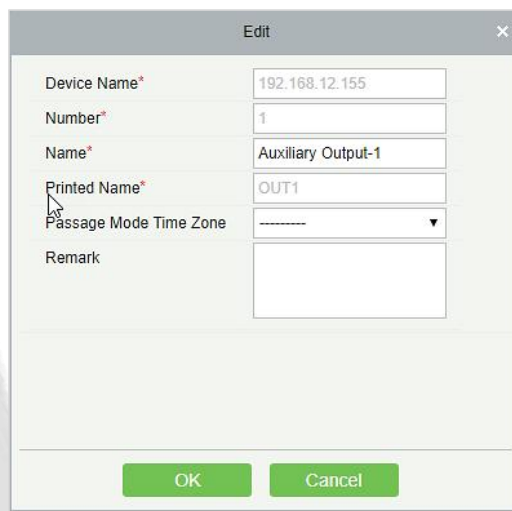 Edit ×
Device Name* 192.168.12.155
Number* 1
Name* Auxiliary Output-1
Printed Name* OUT1
Passage Mode Time Zone ---------
Remark
OK Cancel